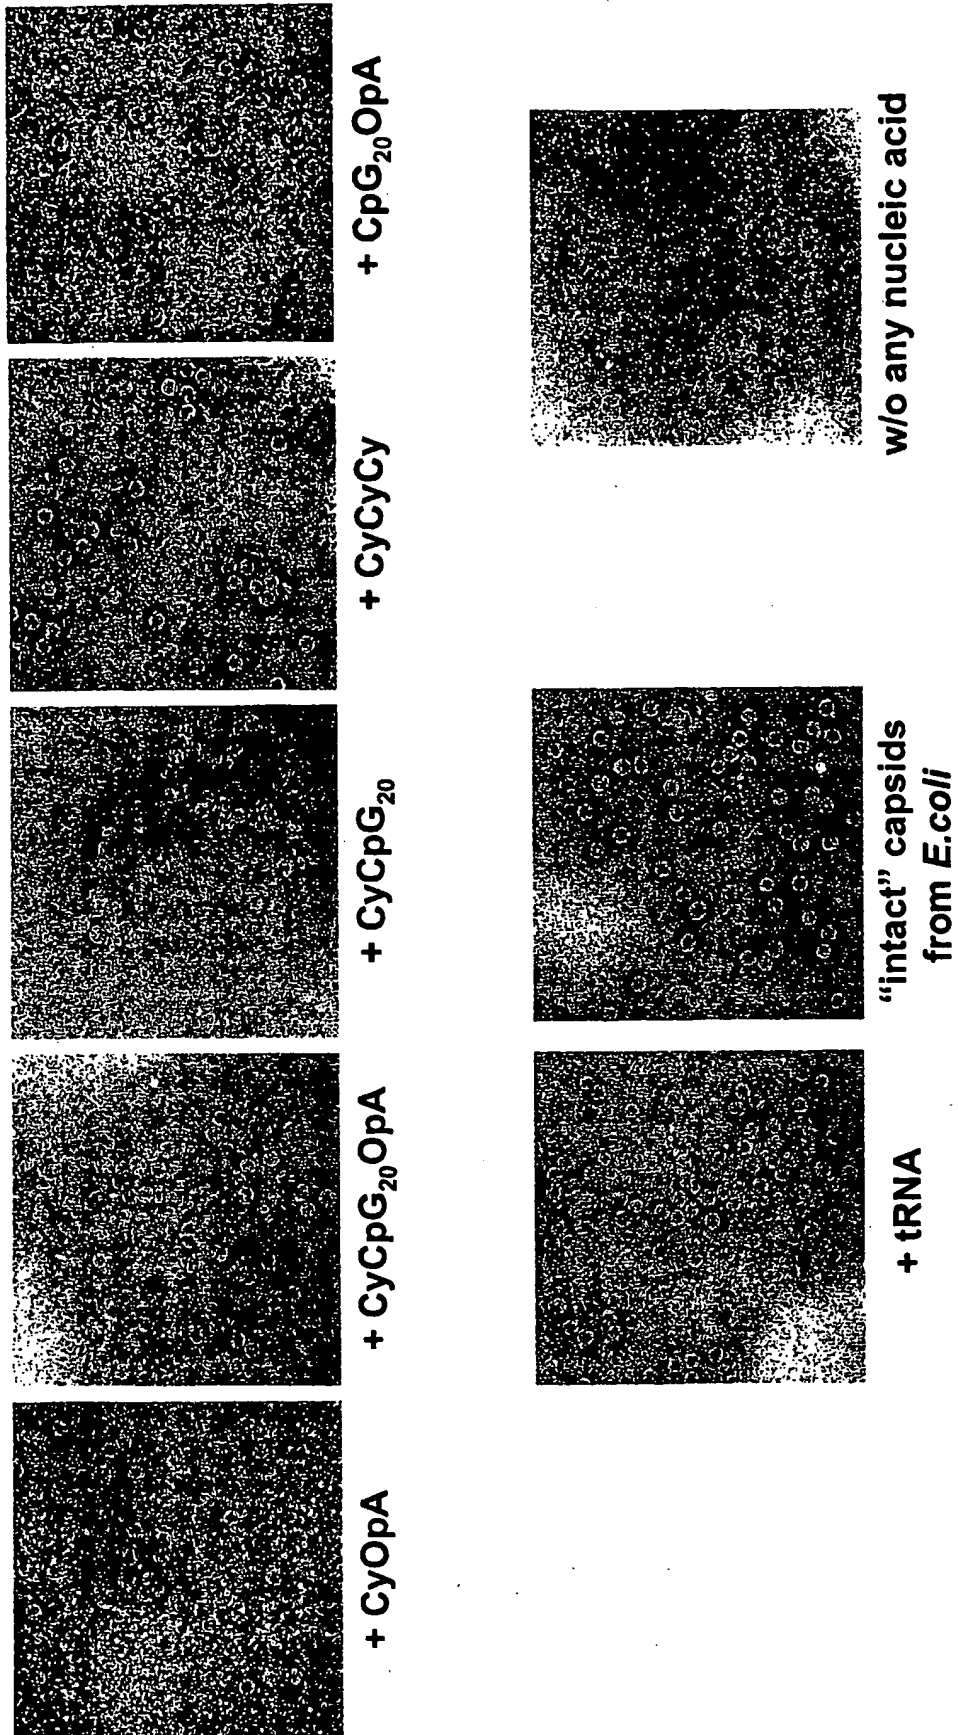 + CyOpA
+ CyCpG₂₀OpA
+ CyCpG₂₀
+ CyCyCy
+ CpG₂₀OpA
+ tRNA
“intact” capsids
from E.coli
w/o any nucleic acid